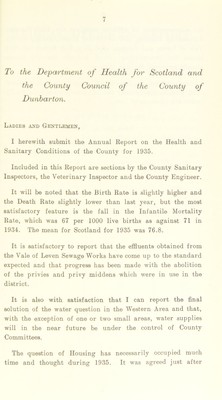 7
To the Department of Health for Scotland and
the County Council of the County of
Dunbarton.
LADIES AND GENTLEMEN,
I herewith submit the Annual Report on the Health and
Sanitary Conditions of the County for 1935.
Included in this Report are sections by the County Sanitary
Inspectors, the Veterinary Inspector and the County Engineer.
It will be noted that the Birth Rate is slightly higher and
the Death Rate slightly lower than last year, but the most
satisfactory feature is the fall in the Infantile Mortality
Rate, which was 67 per 1000 live births as against 71 in
1934. The mean for Scotland for 1935 was 76.8.
It is satisfactory to report that the effluents obtained from
the Vale of Leven Sewage Works have come up to the standard
expected and that progress has been made with the abolition
of the privies and privy middens which were in use in the
district.
It is also with satisfaction that I can report the final
solution of the water question in the Western Area and that,
with the exception of one or two small areas, water supplies
will in the near future be under the control of County
Committees.
The question of Housing has necessarily occupied much
time and thought during 1935. It was agreed just after